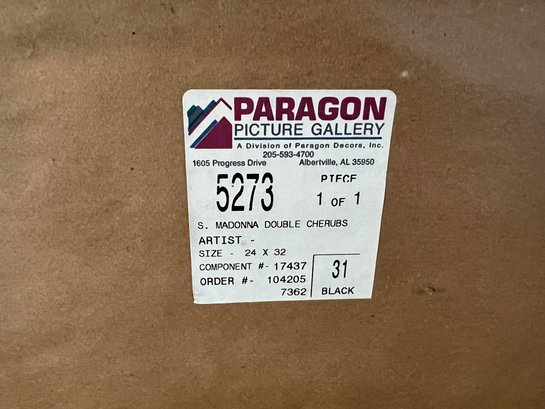 PARAGON
PICTURE GALLERY
A Division of Paragon Decors, Inc.
205-593-4700
1605 Progress Drive Albertville, AL 35950
5273 PIECE
1 OF 1
S. MADONNA DOUBLE CHERUBS
ARTIST -
SIZE - 24 X 32
COMPONENT #- 17437
ORDER #- 104205
7362
31
BLACK